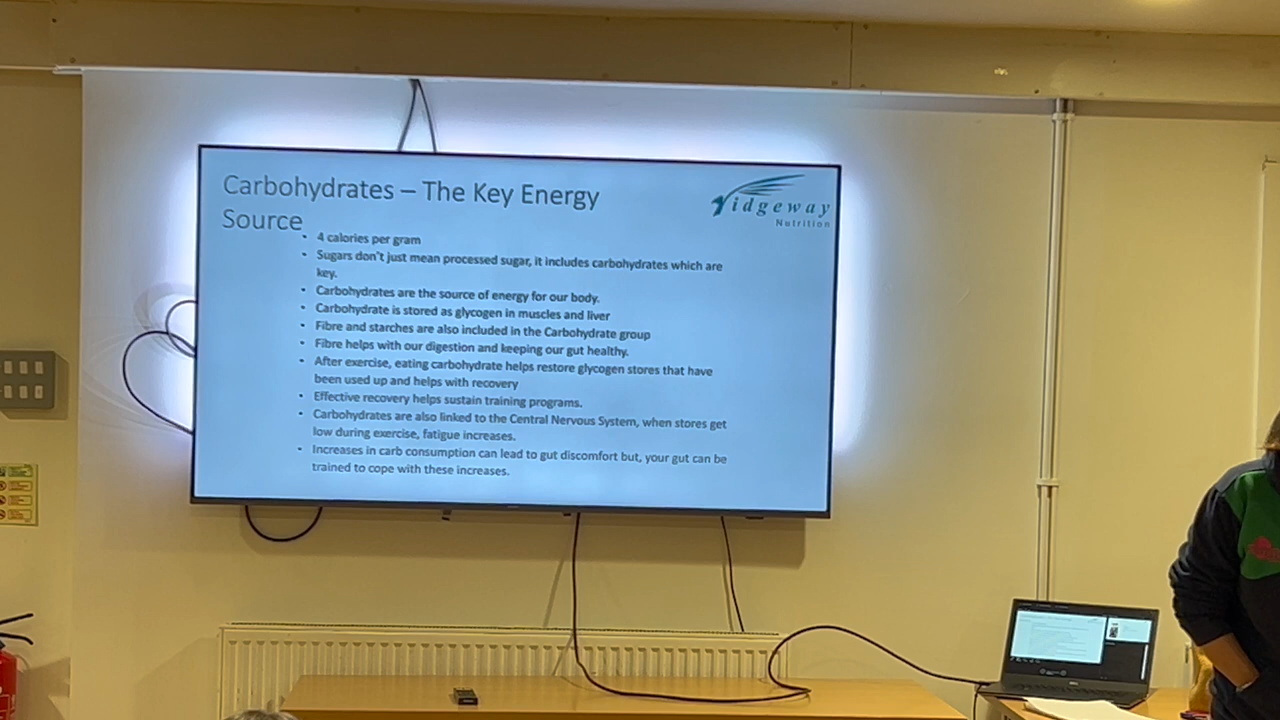 Carbohydrates – The Key Energy
Source
Ridgeway
Nutrition
• 4 calories per gram
• Sugars don't just mean processed sugar, it includes carbohydrates which are
key.
• Carbohydrates are the source of energy for our body.
• Carbohydrate is stored as glycogen in muscles and liver
• Fibre and starches are also included in the Carbohydrate group
• Fibre helps with our digestion and keeping our gut healthy.
• After exercise, eating carbohydrate helps restore glycogen stores that have
been used up and helps with recovery
• Effective recovery helps sustain training programs.
• Carbohydrates are also linked to the Central Nervous System, when stores get
low during exercise, fatigue increases.
• Increases in carb consumption can lead to gut discomfort but, your gut can be
trained to cope with these increases.